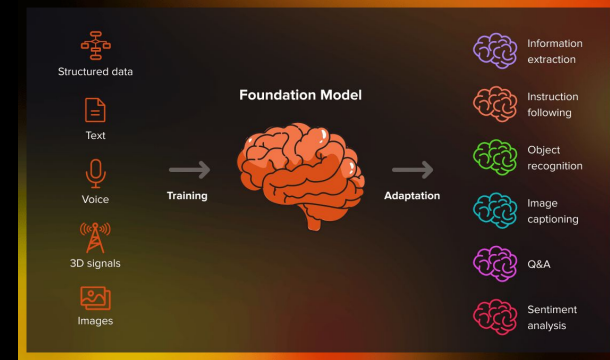 Structured data
Text
Voice
3D signals
Images
Training
Foundation Model
Adaptation
Information
extraction
Instruction
following
Object
recognition
Image
captioning
Q&A
Sentiment
analysis